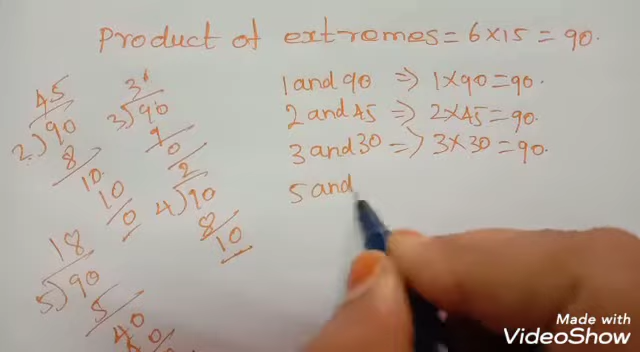 Product of extremes = 6×15 = 90.
1 and 90 => 1×90=90.
2 and 45 => 2×45=90.
3 and 30 => 3×30=90.
5 and
45
2)90
8
10
10
0
3)90
9
0
2
4)90
8
10
18
5)90
5
40
Made with
VideoShow